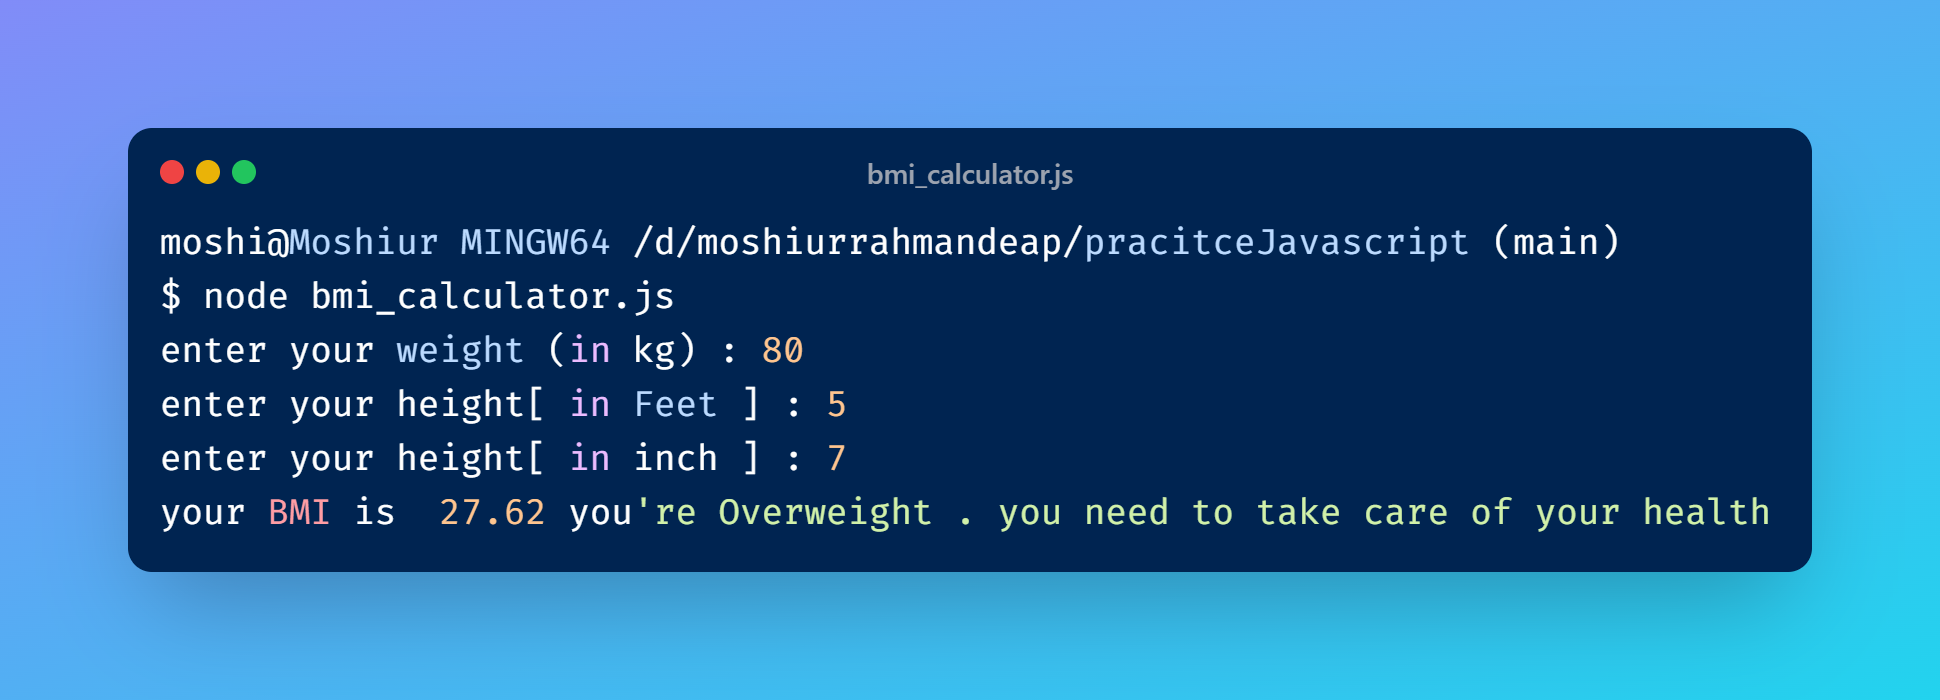 bmi_calculator.js
moshi@Moshiur MINGW64 /d/moshiurrahmandeap/pracitceJavascript (main)
$ node bmi_calculator.js
enter your weight (in kg) : 80
enter your height[ in Feet ] : 5
enter your height[ in inch ] : 7
your BMI is  27.62 you're Overweight . you need to take care of your health